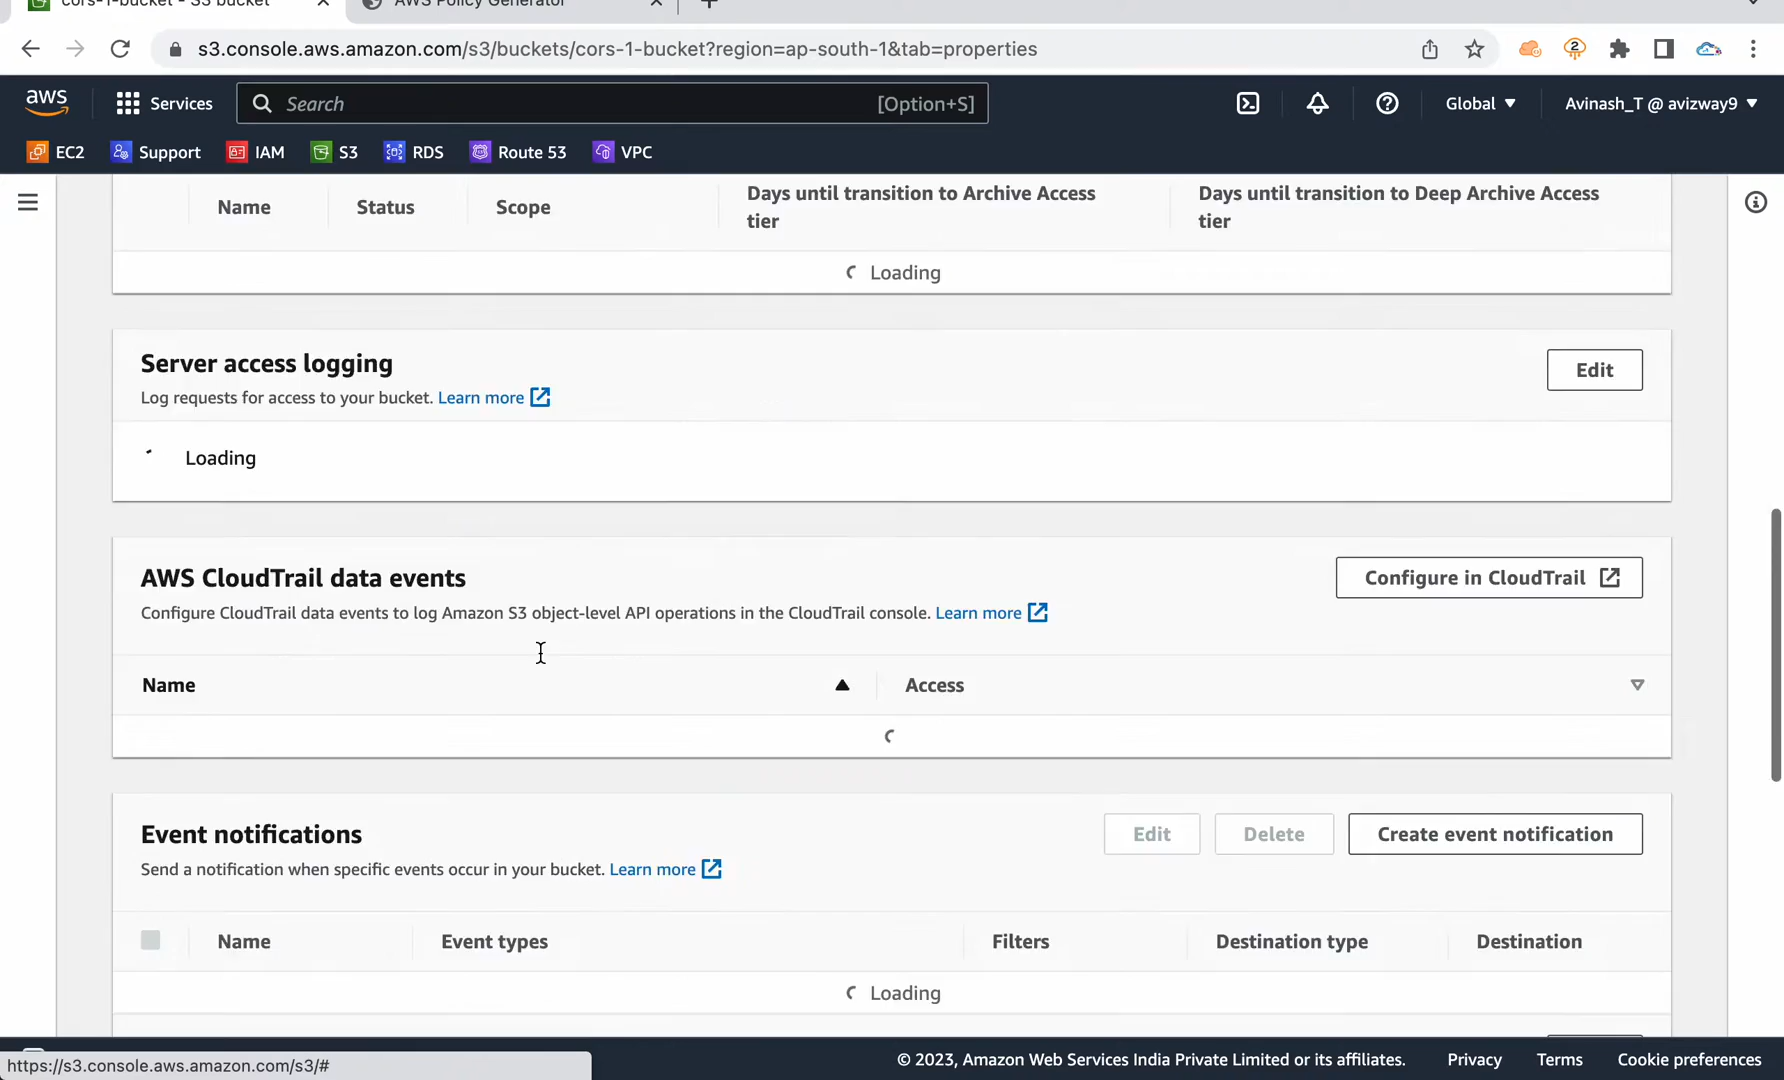 cors-1-bucket - S3 bucket
AWS Policy Generator
s3.console.aws.amazon.com/s3/buckets/cors-1-bucket?region=ap-south-1&tab=properties
2
aws
Services
Search
[Option+S]
Global
Avinash_T @ avizway9
EC2
Support
IAM
S3
RDS
Route 53
VPC
Name
Status
Scope
Days until transition to Archive Access
tier
Days until transition to Deep Archive Access
tier
Loading
Server access logging
Edit
Log requests for access to your bucket. Learn more
Loading
AWS CloudTrail data events
Configure in CloudTrail
Configure CloudTrail data events to log Amazon S3 object-level API operations in the CloudTrail console. Learn more
Name
Access
Event notifications
Edit
Delete
Create event notification
Send a notification when specific events occur in your bucket. Learn more
Name
Event types
Filters
Destination type
Destination
Loading
https://s3.console.aws.amazon.com/s3/#
© 2023, Amazon Web Services India Private Limited or its affiliates.
Privacy
Terms
Cookie preferences